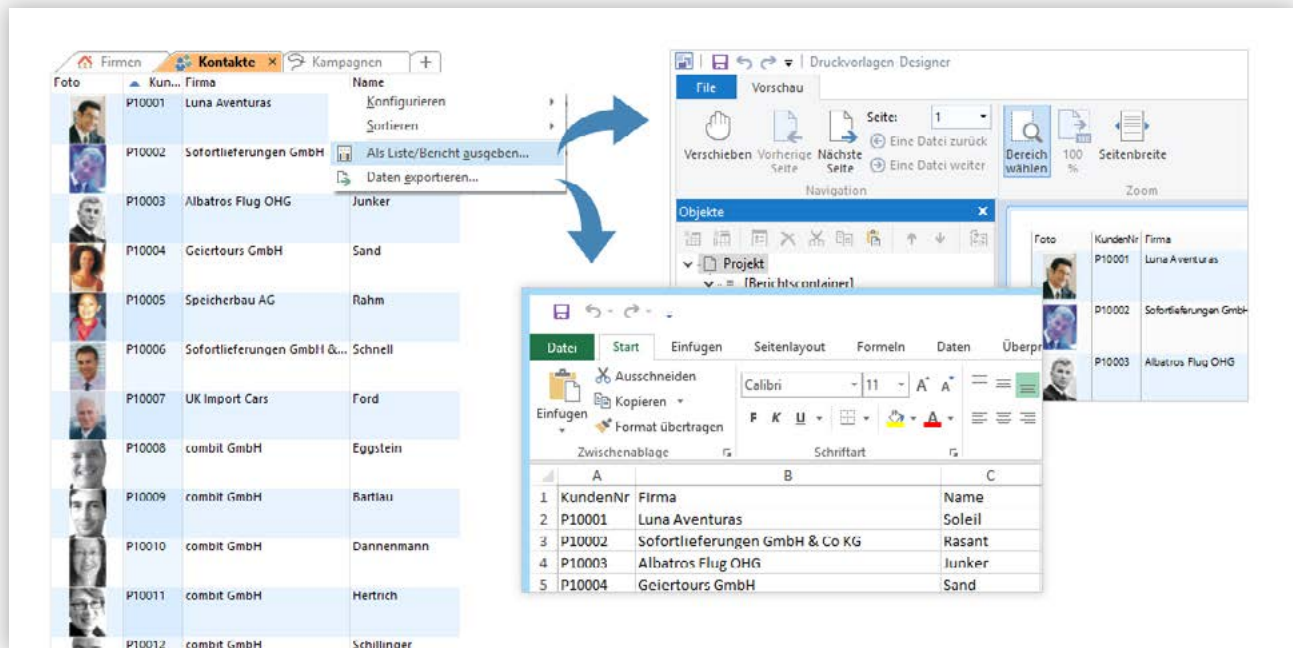 Firmen Kontakte × Kampagnen +
Foto Kun... Firma Name
P10001 Luna Aventuras
P10002 Sofortlieferungen GmbH
P10003 Albatros Flug OHG Junker
P10004 Geiertours GmbH Sand
P10005 Speicherbau AG Rahm
P10006 Sofortlieferungen GmbH &... Schnell
P10007 UK Import Cars Ford
P10008 combit GmbH Eggstein
P10009 combit GmbH Bartlau
P10010 combit GmbH Dannenmann
P10011 combit GmbH Hertrich
P10012 combit GmbH Schillinger
Konfigurieren
Sortieren
Als Liste/Bericht ausgeben...
Daten exportieren...
Druckvorlagen Designer
File Vorschau
Verschieben
Vorherige Seite
Nächste Seite
Seite: 1
Eine Datei zurück
Eine Datei weiter
Navigation
Bereich wählen
100 %
Seitenbreite
Zoom
Objekte ×
Projekt
[Berichtscontainer]
Foto KundenNr Firma
P10001 Luna Aventuras
P10002 Sofortlieferungen GmbH
P10003 Albatros Flug OHG
Datei Start Einfügen Seitenlayout Formeln Daten Überpr
Einfügen
Ausschneiden
Kopieren
Format übertragen
Zwischenablage
Calibri 11 A A
F K U A
Schriftart
A B C
1 KundenNr Firma Name
2 P10001 Luna Aventuras Soleil
3 P10002 Sofortlieferungen GmbH & Co KG Rasant
4 P10003 Albatros Flug OHG Junker
5 P10004 Geiertours GmbH Sand